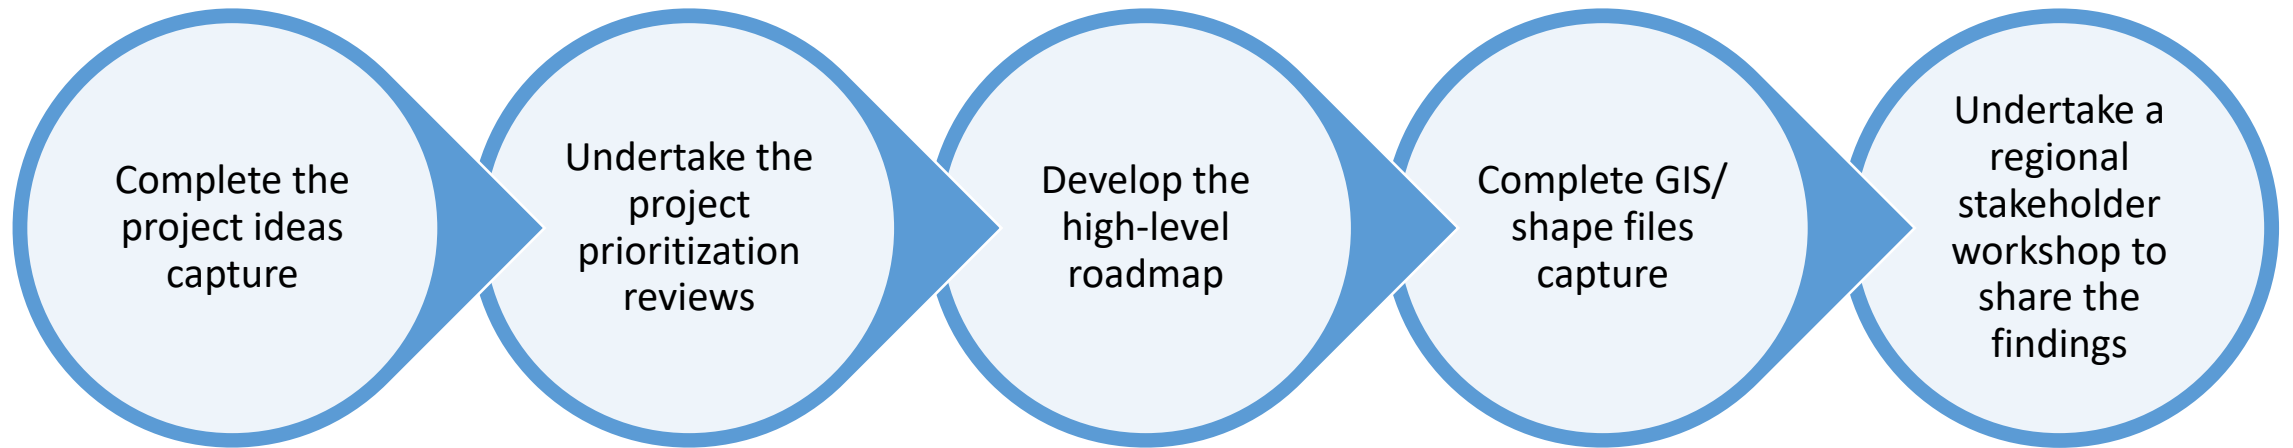 Complete the
project ideas
capture
Undertake the
project
prioritization
reviews
Develop the
high-level
roadmap
Complete GIS/
shape files
capture
Undertake a
regional
stakeholder
workshop to
share the
findings